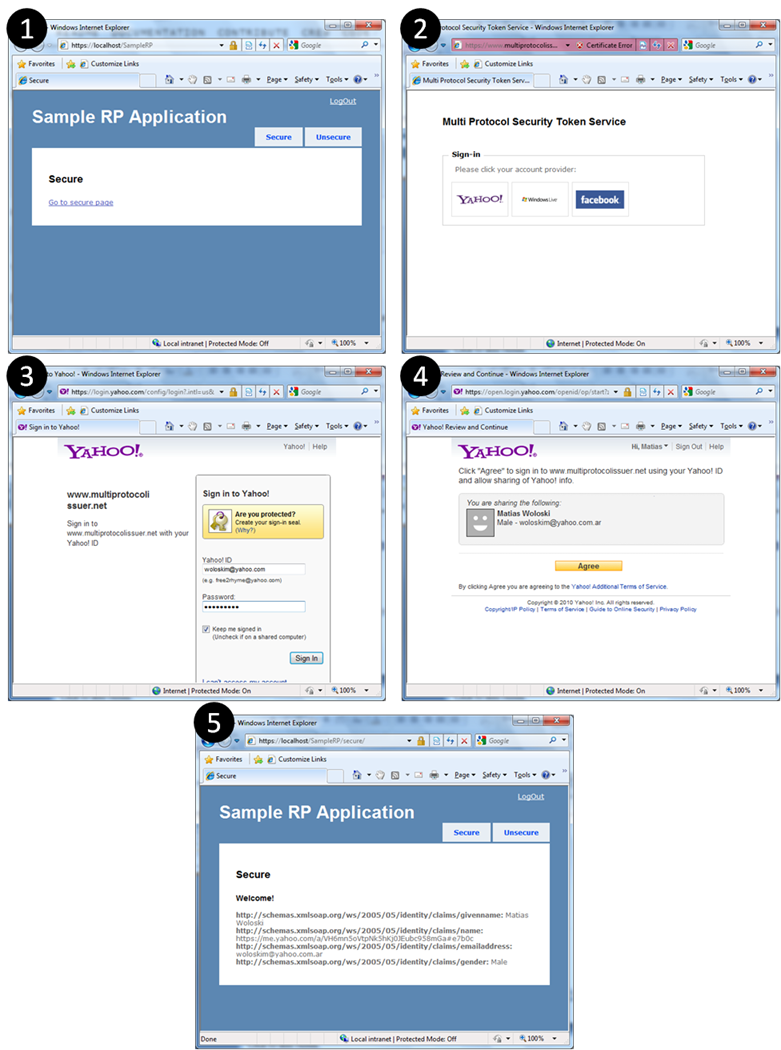 1
Windows Internet Explorer
https://localhost/SampleRP
Google
Favorites
Customize Links
Secure
Page
Safety
Tools
LogOut
Sample RP Application
Secure
Unsecure
Secure
Go to secure page
Local intranet | Protected Mode: Off
100%
2
rotocol Security Token Service - Windows Internet Explorer
https://www.multiprotocoliss...
Certificate Error
Google
Favorites
Customize Links
Multi Protocol Security Token Serv...
Page
Safety
Tools
Multi Protocol Security Token Service
Sign-in
Please click your account provider:
YAHOO!
Windows Live
facebook
Internet | Protected Mode: On
100%
3
to Yahoo! - Windows Internet Explorer
https://login.yahoo.com/config/login?.intl=us&
Google
Favorites
Customize Links
Sign in to Yahoo!
Page
Safety
Tools
YAHOO!
Yahoo! | Help
www.multiprotocoli
ssuer.net
Sign in to
www.multiprotocolissuer.net with your
Yahoo! ID
Sign in to Yahoo!
Are you protected?
Create your sign-in seal.
(Why?)
Yahoo! ID
woloskim@yahoo.com
(e.g. free2rhyme@yahoo.com)
Password:
Keep me signed in
(Uncheck if on a shared computer)
Sign In
I can't access my account
Internet | Protected Mode: On
100%
4
Review and Continue - Windows Internet Explorer
https://open.login.yahoo.com/openid/op/start?
Google
Favorites
Customize Links
Yahoo! Review and Continue
Page
Safety
Tools
YAHOO!
Hi, Matias | Sign Out | Help
Click "Agree" to sign in to www.multiprotocolissuer.net using your Yahoo! ID
and allow sharing of Yahoo! info.
You are sharing the following:
Matias Woloski
Male - woloskim@yahoo.com.ar
Agree
By clicking Agree you are agreeing to the Yahoo! Additional Terms of Service.
Copyright © 2010 Yahoo! Inc. All rights reserved.
Copyright/IP Policy | Terms of Service | Guide to Online Security | Privacy Policy
Internet | Protected Mode: On
100%
5
- Windows Internet Explorer
https://localhost/SampleRP/secure/
Google
Favorites
Customize Links
Secure
Page
Safety
Tools
LogOut
Sample RP Application
Secure
Unsecure
Secure
Welcome!
http://schemas.xmlsoap.org/ws/2005/05/identity/claims/givenname: Matias
Woloski
http://schemas.xmlsoap.org/ws/2005/05/identity/claims/name:
https://me.yahoo.com/a/VH6mn5oVtpNk5hKj0JEubc958mGa#e7b0c
http://schemas.xmlsoap.org/ws/2005/05/identity/claims/emailaddress:
woloskim@yahoo.com.ar
http://schemas.xmlsoap.org/ws/2005/05/identity/claims/gender: Male
Done
Local intranet | Protected Mode: Off
100%